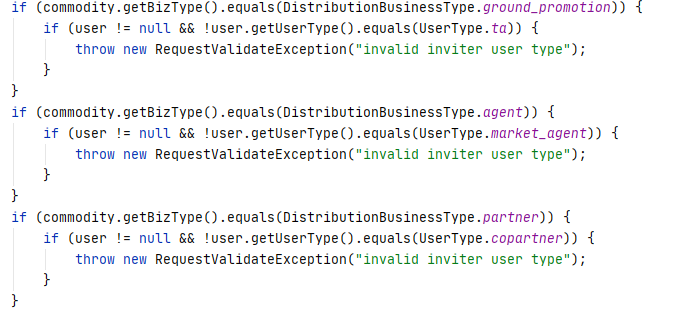 if (commodity.getBizType().equals(DistributionBusinessType.ground_promotion)) {
if (user != null && !user.getUserType().equals(UserType.ta)) {
throw new RequestValidateException("invalid inviter user type");
}
}
if (commodity.getBizType().equals(DistributionBusinessType.agent)) {
if (user != null && !user.getUserType().equals(UserType.market_agent)) {
throw new RequestValidateException("invalid inviter user type");
}
}
if (commodity.getBizType().equals(DistributionBusinessType.partner)) {
if (user != null && !user.getUserType().equals(UserType.copartner)) {
throw new RequestValidateException("invalid inviter user type");
}
}